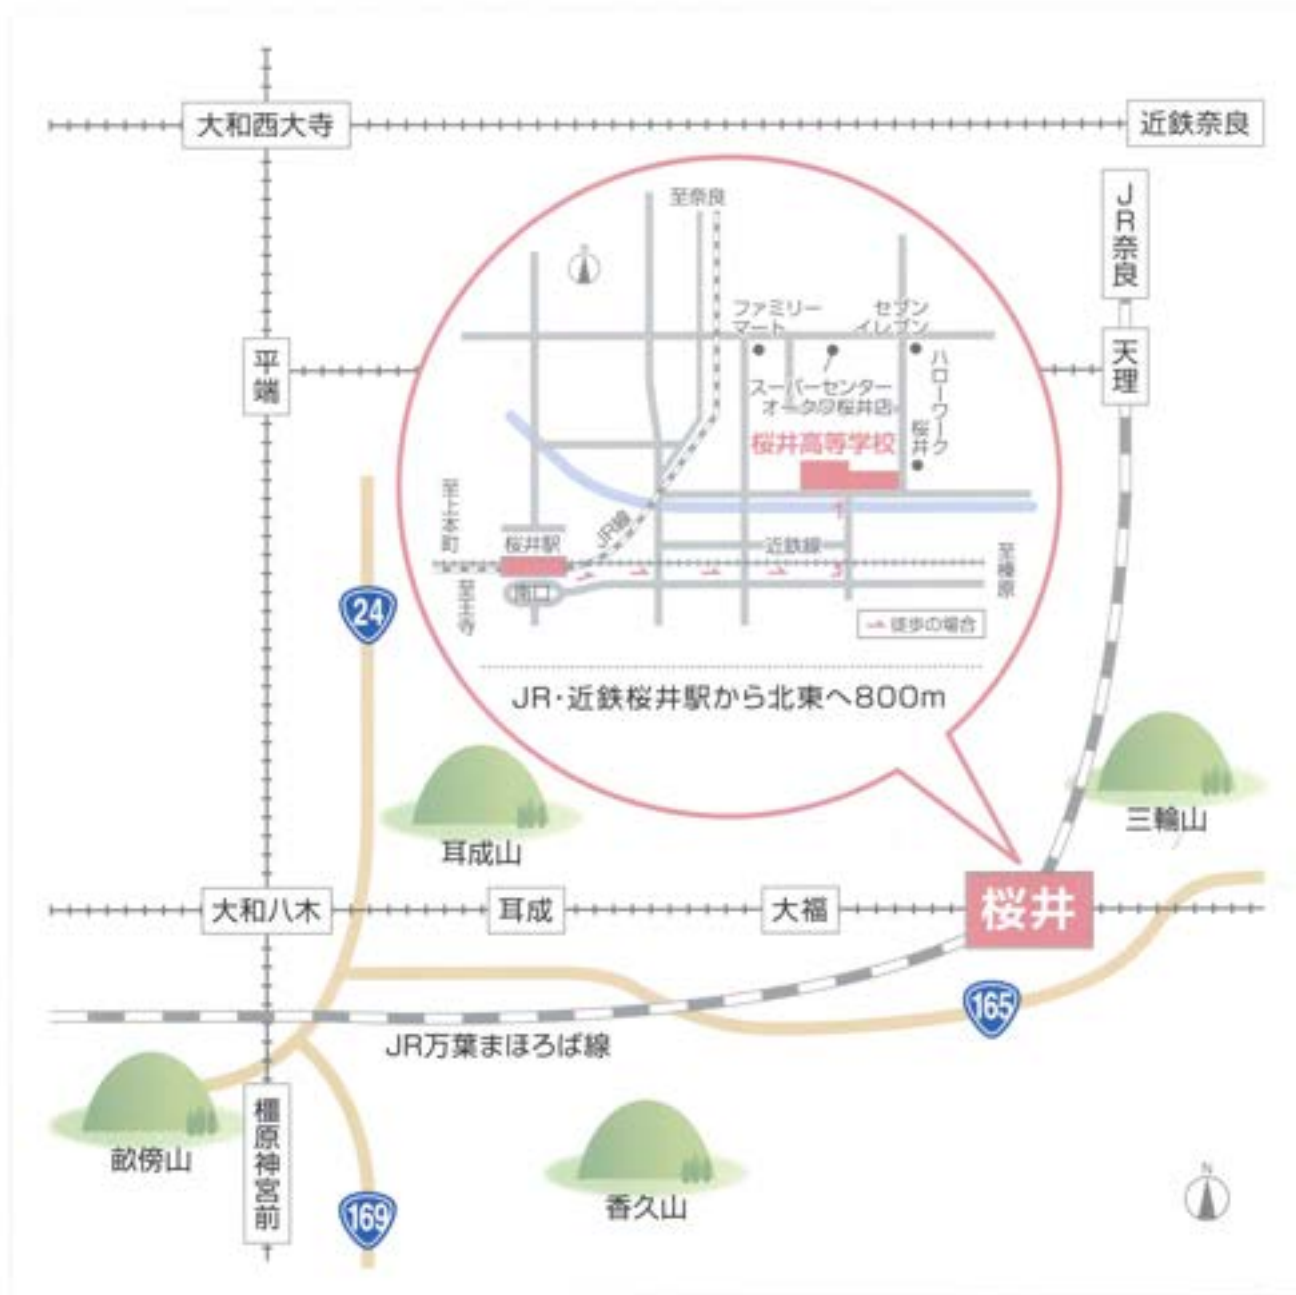 大和西大寺
近鉄奈良
JR奈良
至奈良
N
ファミリー
マート
セブン
イレブン
平端
天理
スーパーセンター
オークワ桜井店
ハローワーク
桜井
桜井高等学校
至上本町
JR線
桜井駅
近鉄線
至榛原
至王寺
南口
徒歩の場合
24
JR・近鉄桜井駅から北東へ800m
三輪山
耳成山
大和八木
耳成
大福
桜井
165
JR万葉まほろば線
畝傍山
橿原神宮前
香久山
169
N